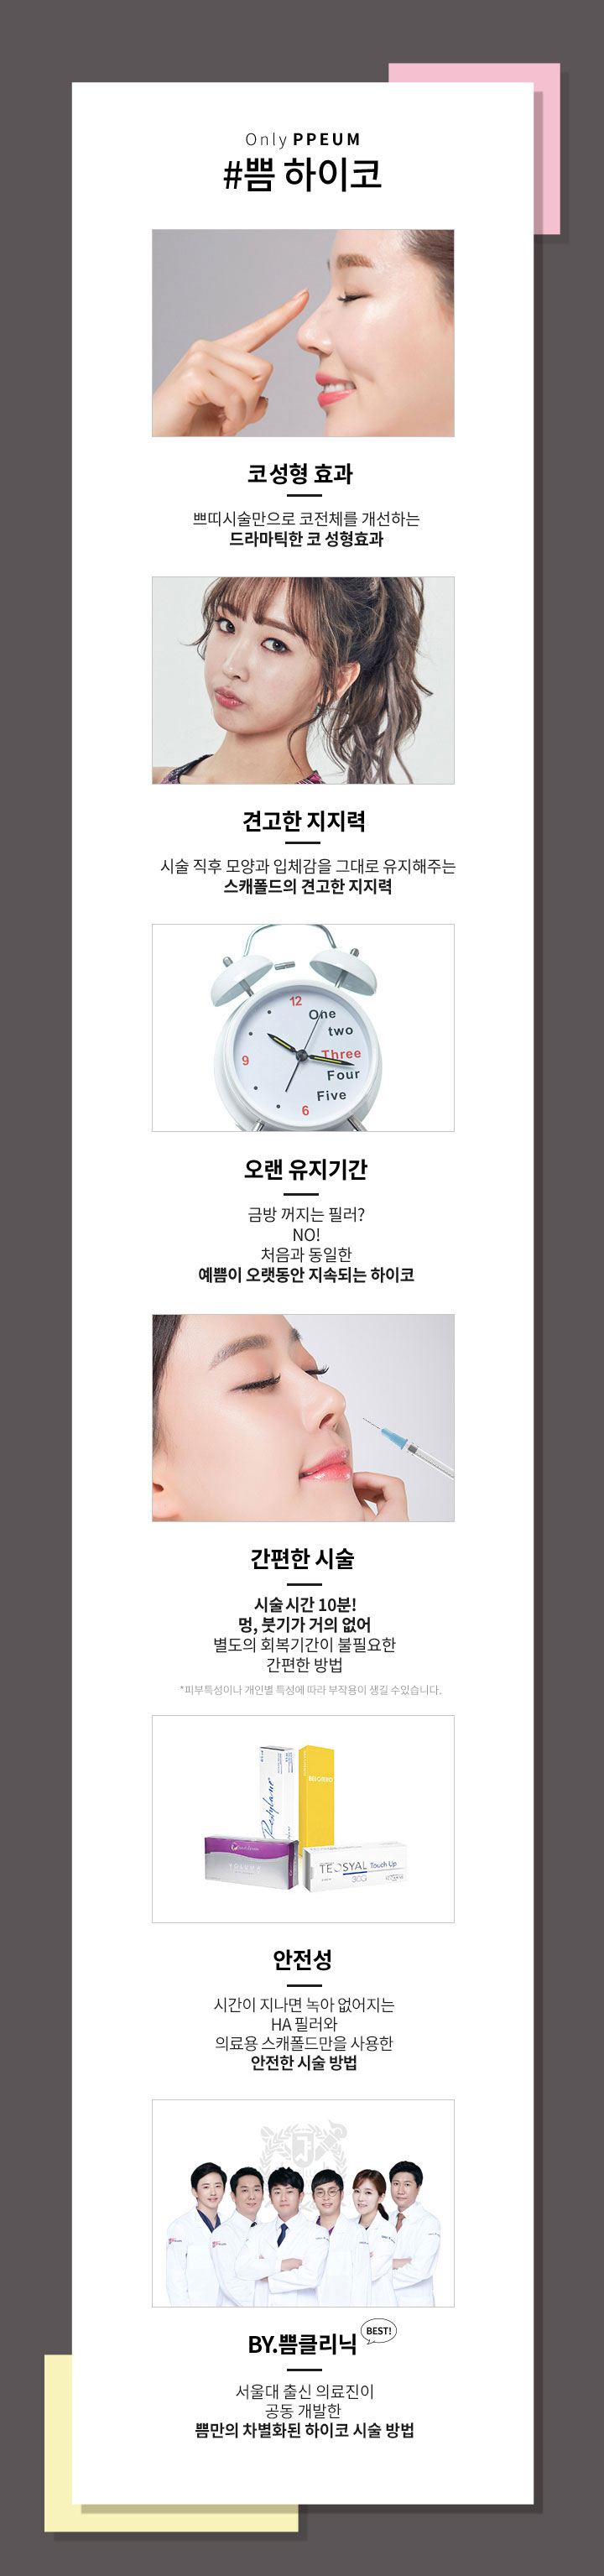 Only PPEUM
#쁨 하이코
코성형 효과
쁘띠시술만으로 코전체를 개선하는
드라마틱한 코 성형효과
견고한 지지력
시술 직후 모양과 입체감을 그대로 유지해주는
스캐폴드의 견고한 지지력
12
One
two
Three
9
Four
Five
6
오랜 유지기간
금방 꺼지는 필러?
NO!
처음과 동일한
예쁨이 오랫동안 지속되는 하이코
간편한 시술
시술시간 10분!
멍, 붓기가 거의 없어
별도의 회복기간이 불필요한
간편한 방법
*피부특성이나 개인별 특성에 따라 부작용이 생길 수있습니다.
Restylane
TEOSYAL Touch Up
30G
안전성
시간이 지나면 녹아 없어지는
HA 필러와
의료용 스캐폴드만을 사용한
안전한 시술 방법
BEST!
BY.쁨클리닉
서울대 출신 의료진이
공동 개발한
쁨만의 차별화된 하이코 시술 방법